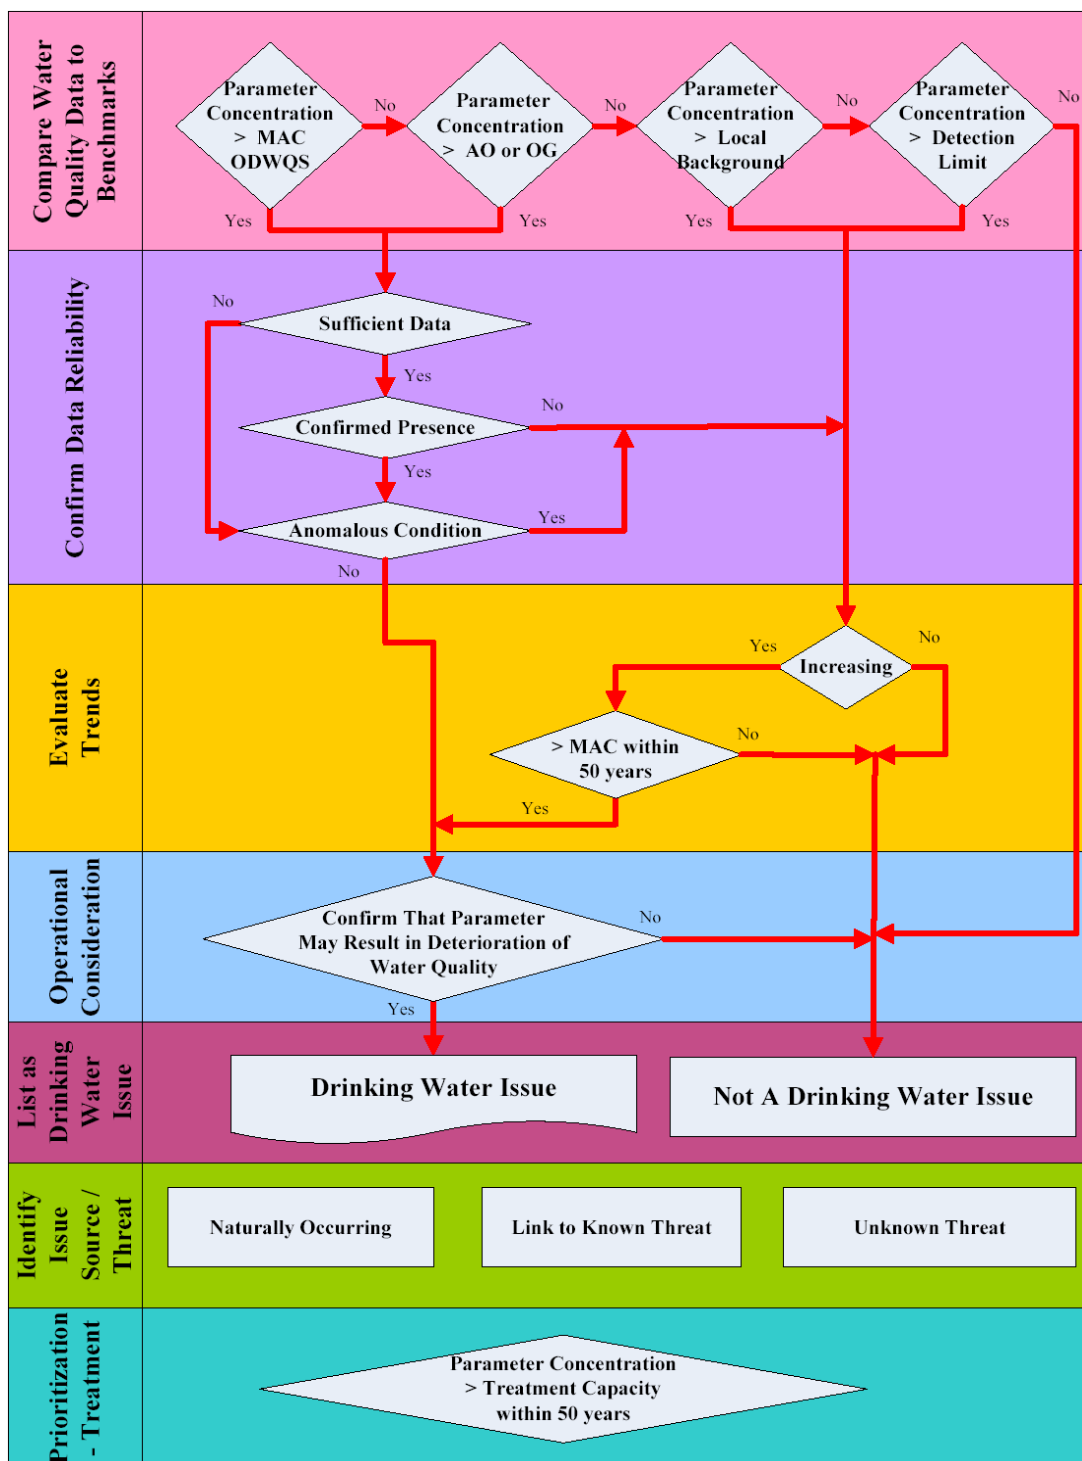 Compare Water
Quality Data to
Benchmarks
Parameter
Concentration
> MAC
ODWQS
No
Parameter
Concentration
> AO or OG
No
Parameter
Concentration
> Local
Background
No
Parameter
Concentration
> Detection
Limit
No
Yes
Yes
Yes
Yes
Confirm Data Reliability
No
Sufficient Data
Yes
Confirmed Presence
No
Yes
Anomalous Condition
Yes
No
Evaluate
Trends
Yes
Increasing
No
> MAC within
50 years
No
Yes
Operational
Consideration
Confirm That Parameter
May Result in Deterioration of
Water Quality
No
Yes
List as
Drinking
Water
Issue
Drinking Water Issue
Not A Drinking Water Issue
Identify
Issue
Source /
Threat
Naturally Occurring
Link to Known Threat
Unknown Threat
Prioritization
- Treatment
Parameter Concentration
> Treatment Capacity
within 50 years